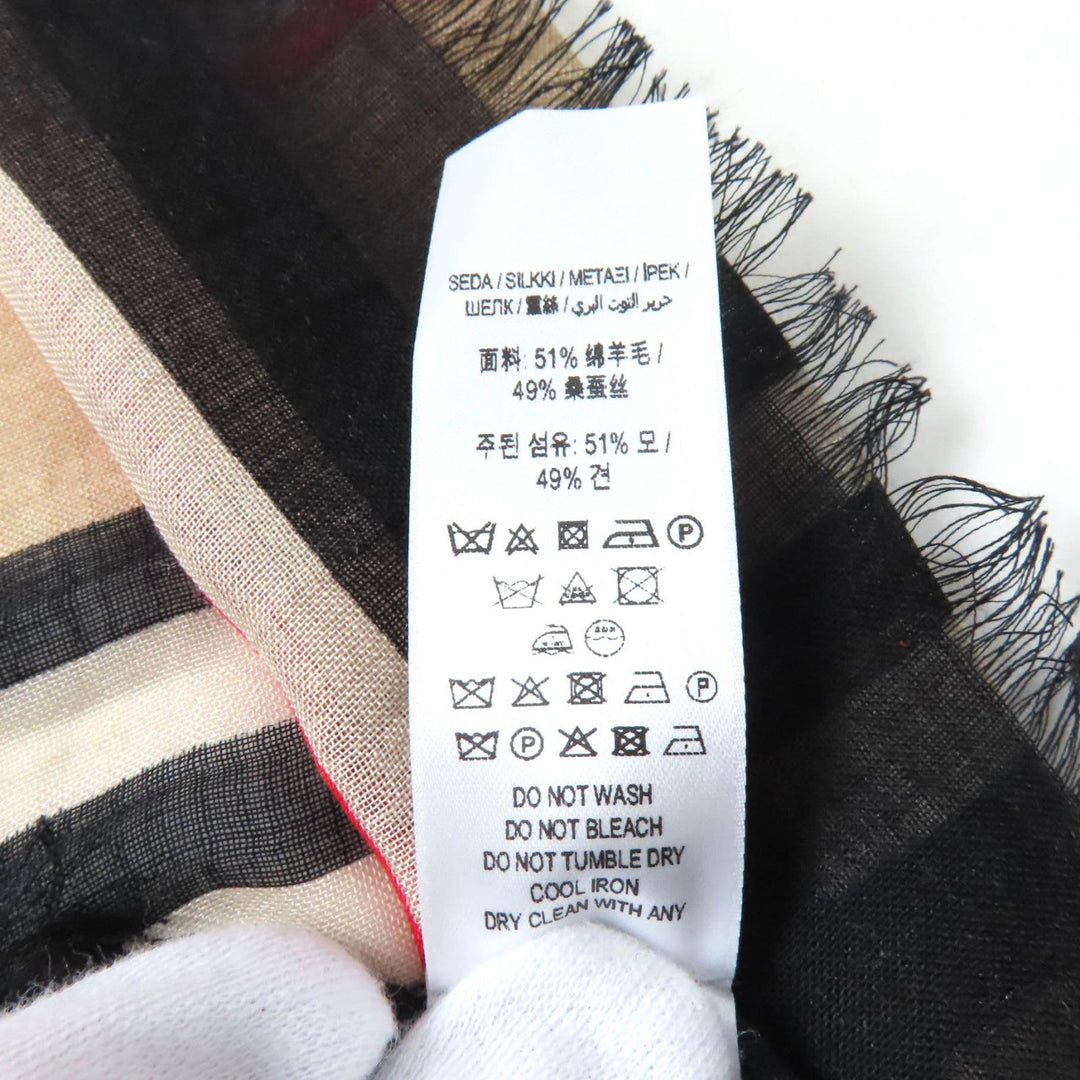 SEDA / SILKKI / ΜΕΤΑΞΙ / İPEK /
ШЕЛК / 蠶絲 / حرير التوت البري /
面料: 51% 绵羊毛 /
49% 桑蚕丝
주된 섬유: 51% 모 /
49% 견
P
P
P
DO NOT WASH
DO NOT BLEACH
DO NOT TUMBLE DRY
COOL IRON
DRY CLEAN WITH ANY